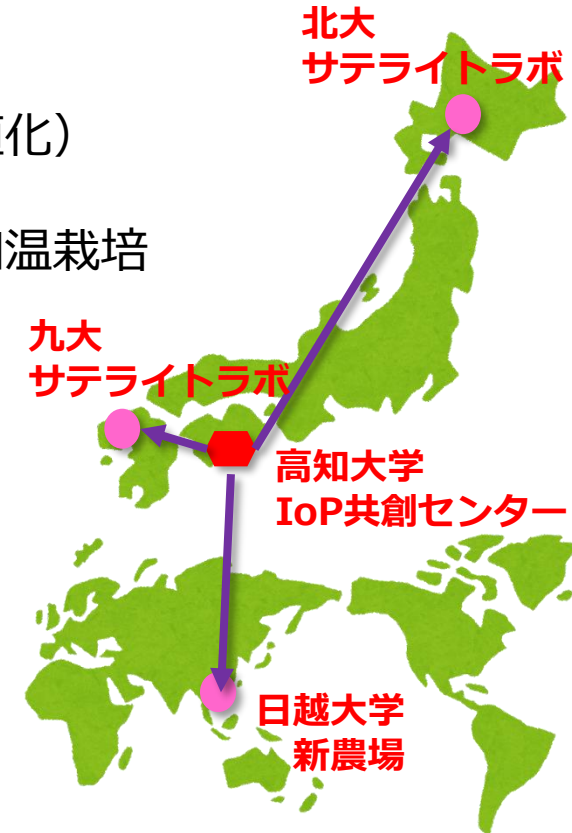 北大
サテライトラボ
化）
温栽培
九大
サテライトラボ
高知大学
IoP共創センター
日越大学
新農場